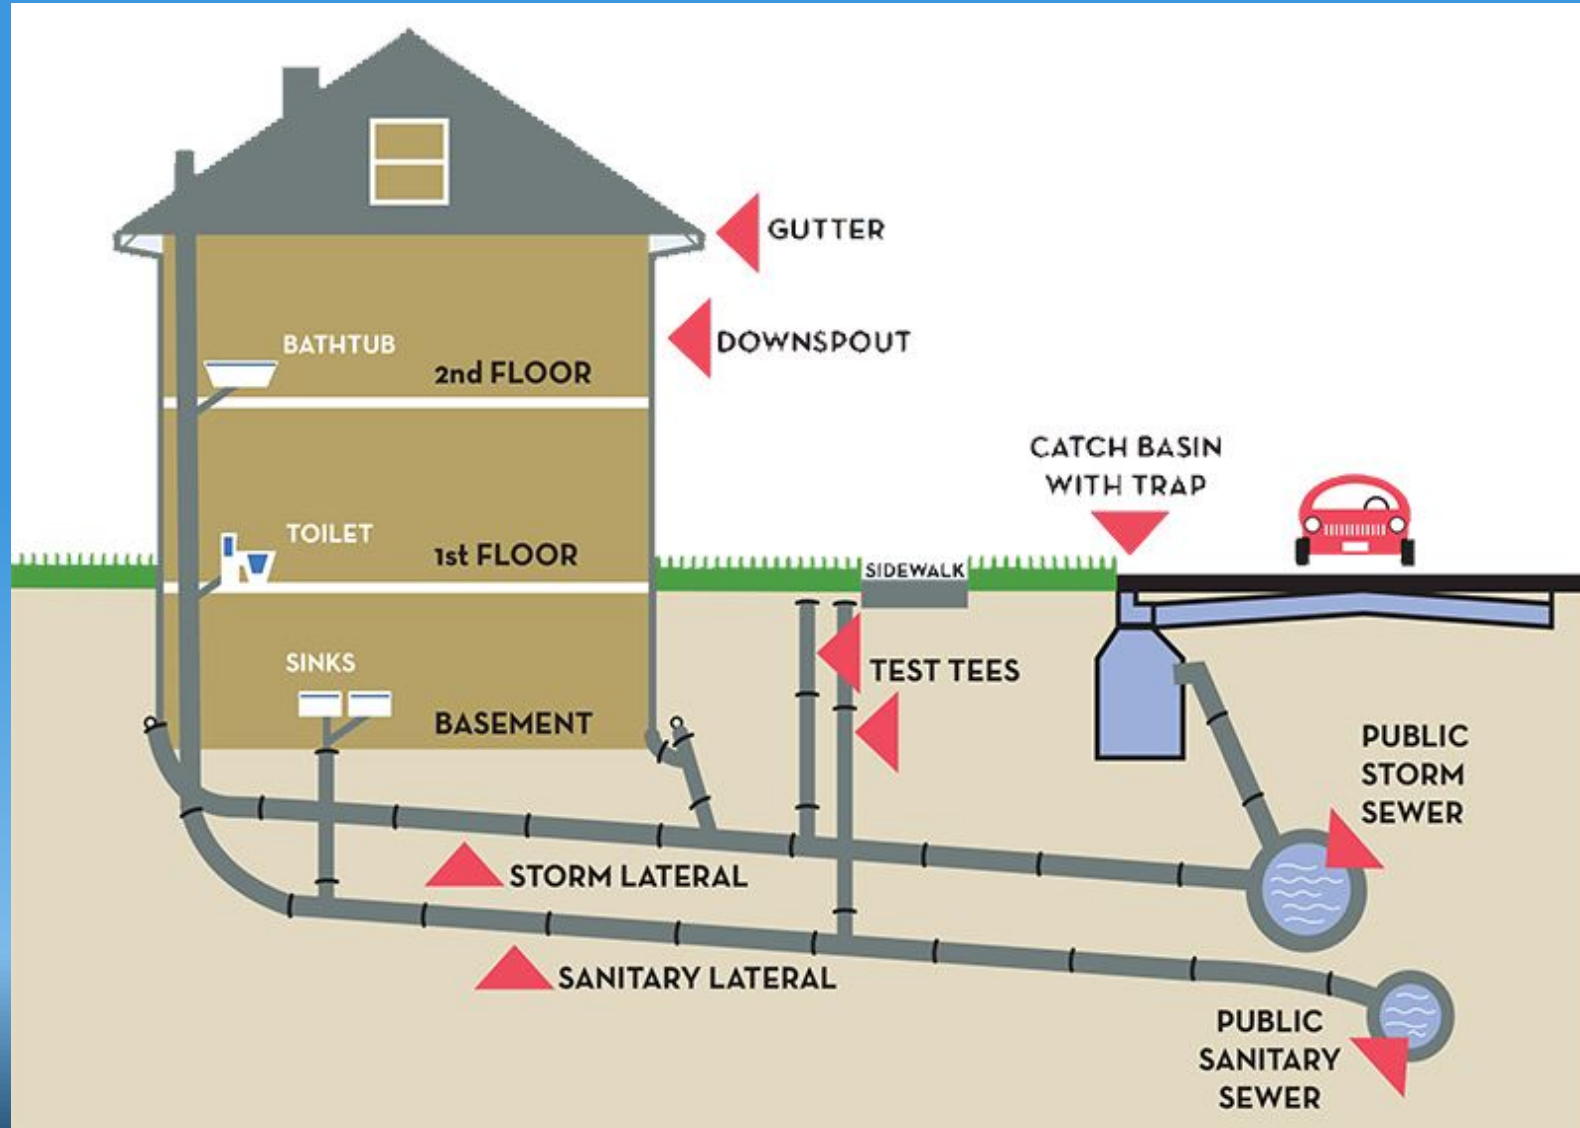 GUTTER
DOWNSPOUT
BATHTUB
2nd FLOOR
CATCH BASIN
WITH TRAP
TOILET
1st FLOOR
SIDEWALK
SINKS
TEST TEES
BASEMENT
PUBLIC
STORM
SEWER
STORM LATERAL
SANITARY LATERAL
PUBLIC
SANITARY
SEWER